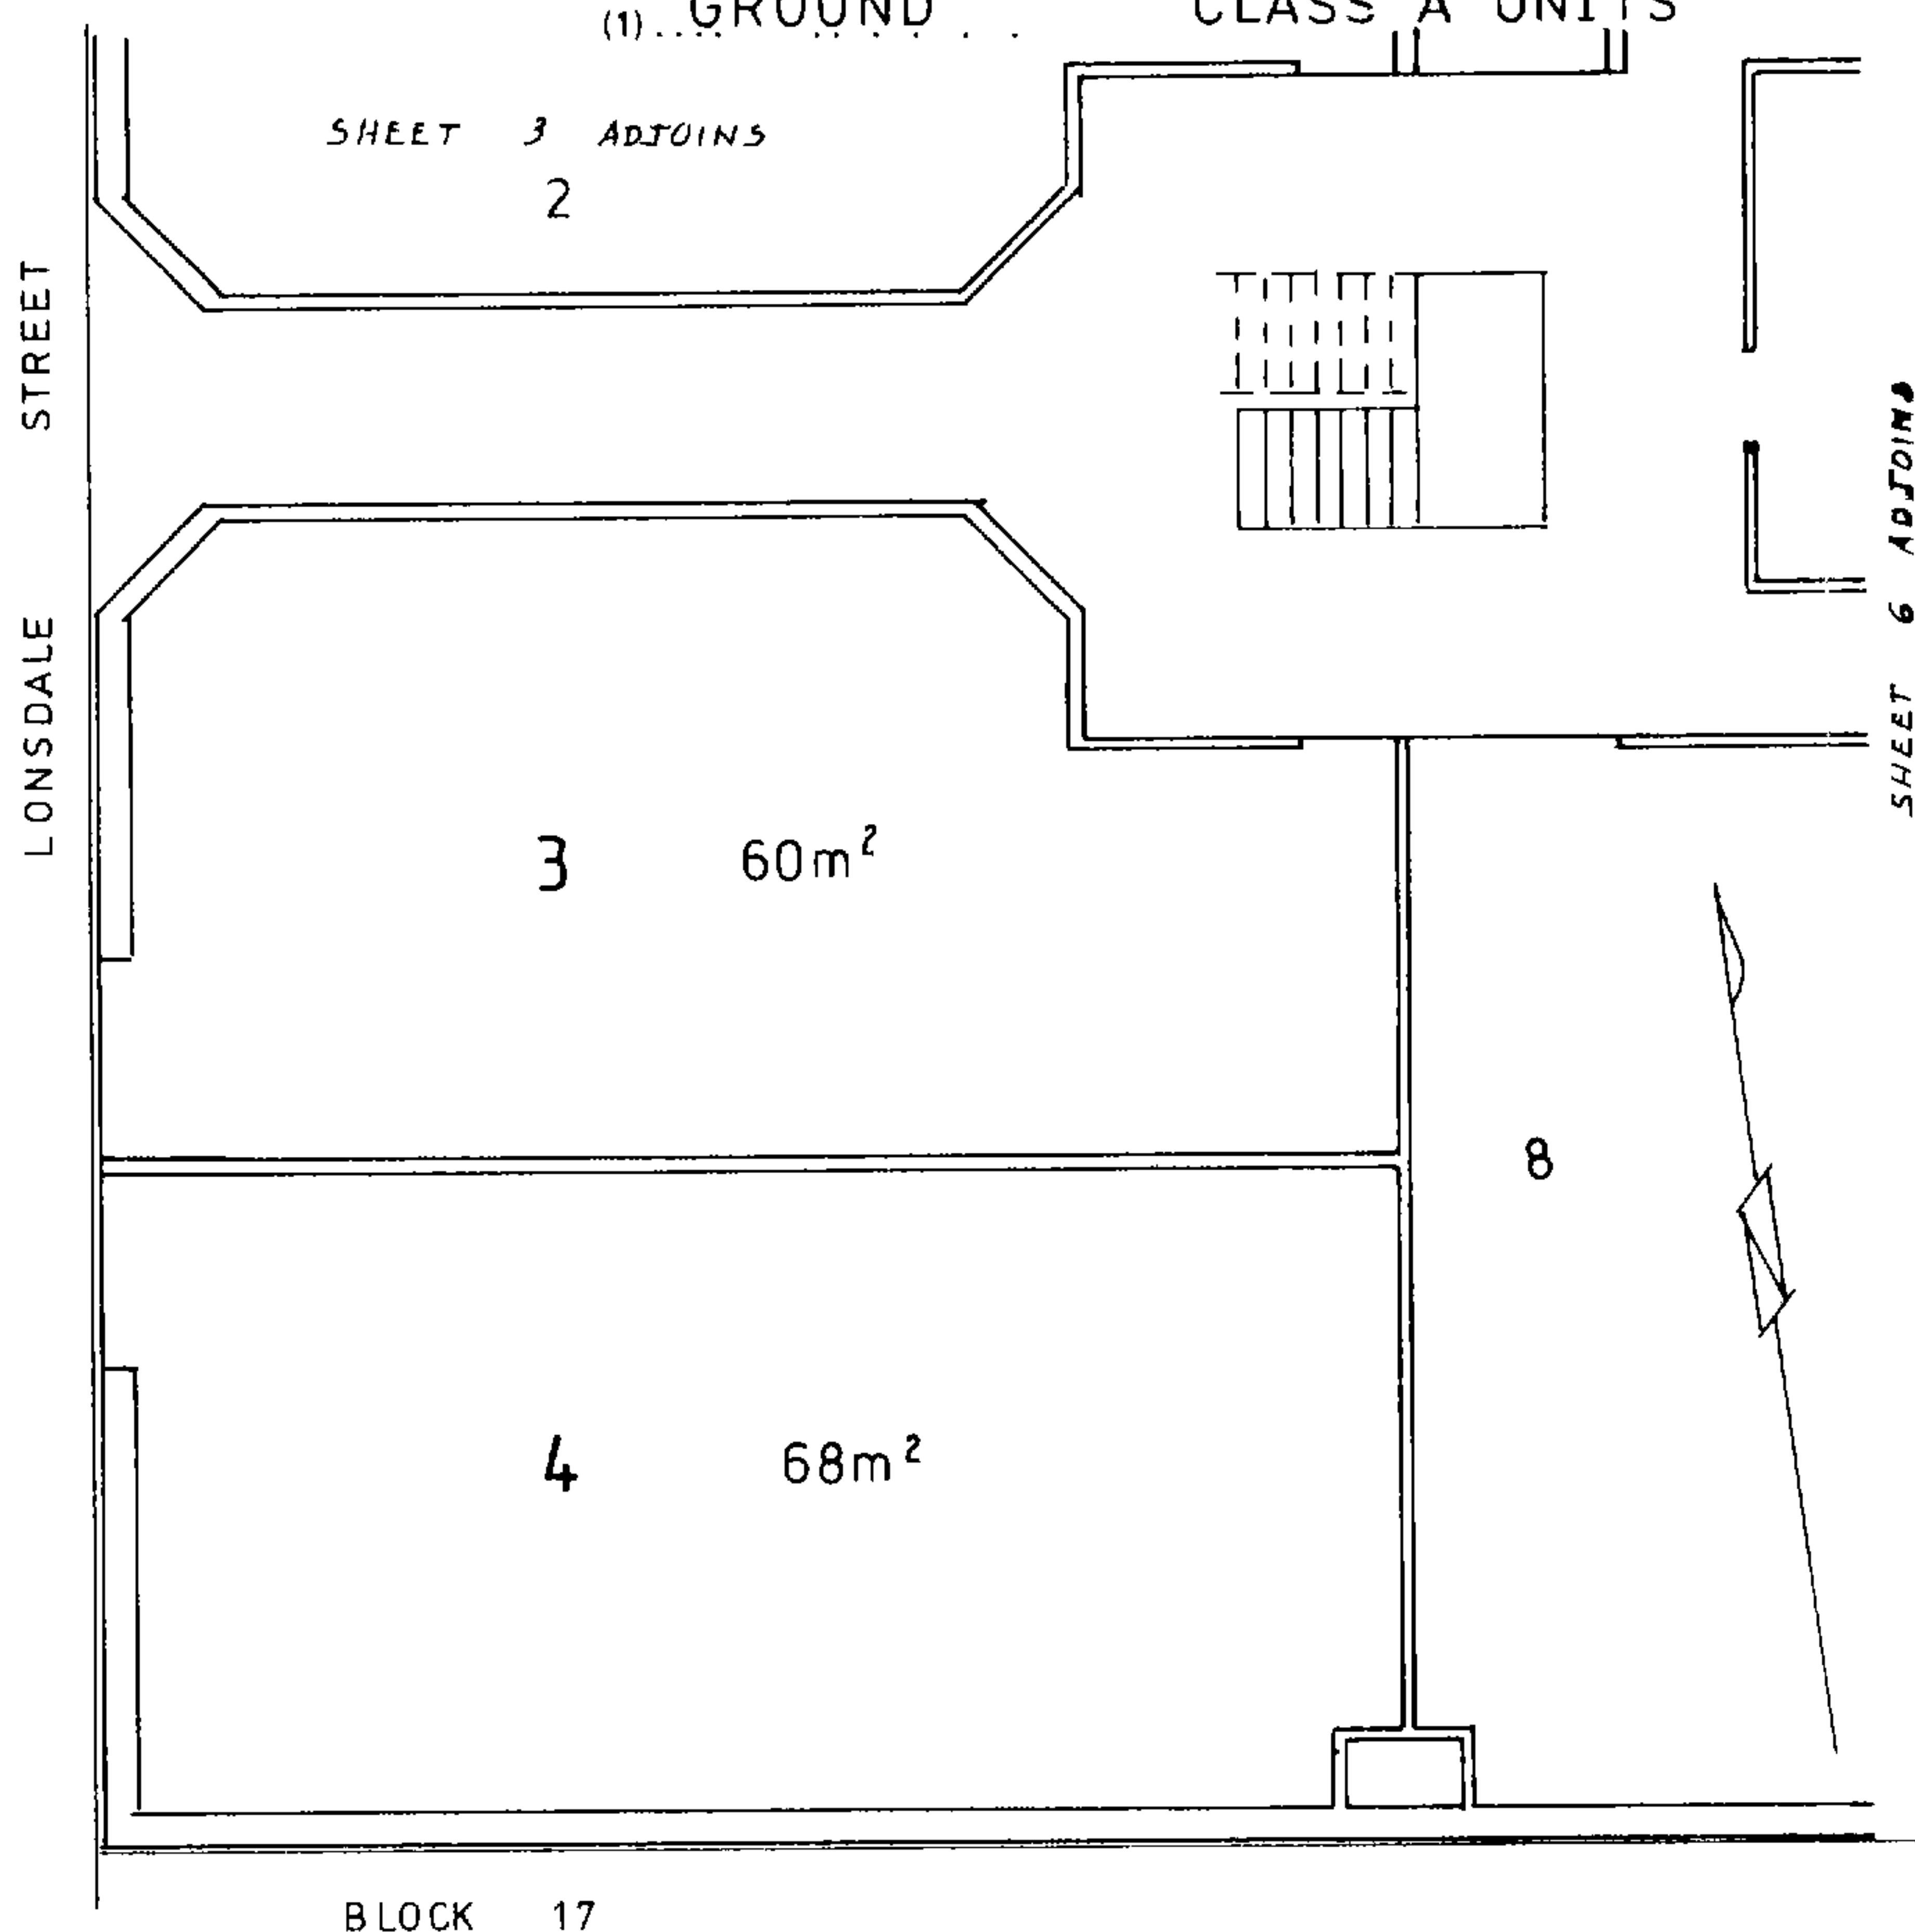 (1) GROUND CLASS A UNITS
SHEET 3 ADJOINS
2
LONSDALE STREET
SHEET 6 ADJOINS
3 60m²
8
4 68m²
BLOCK 17